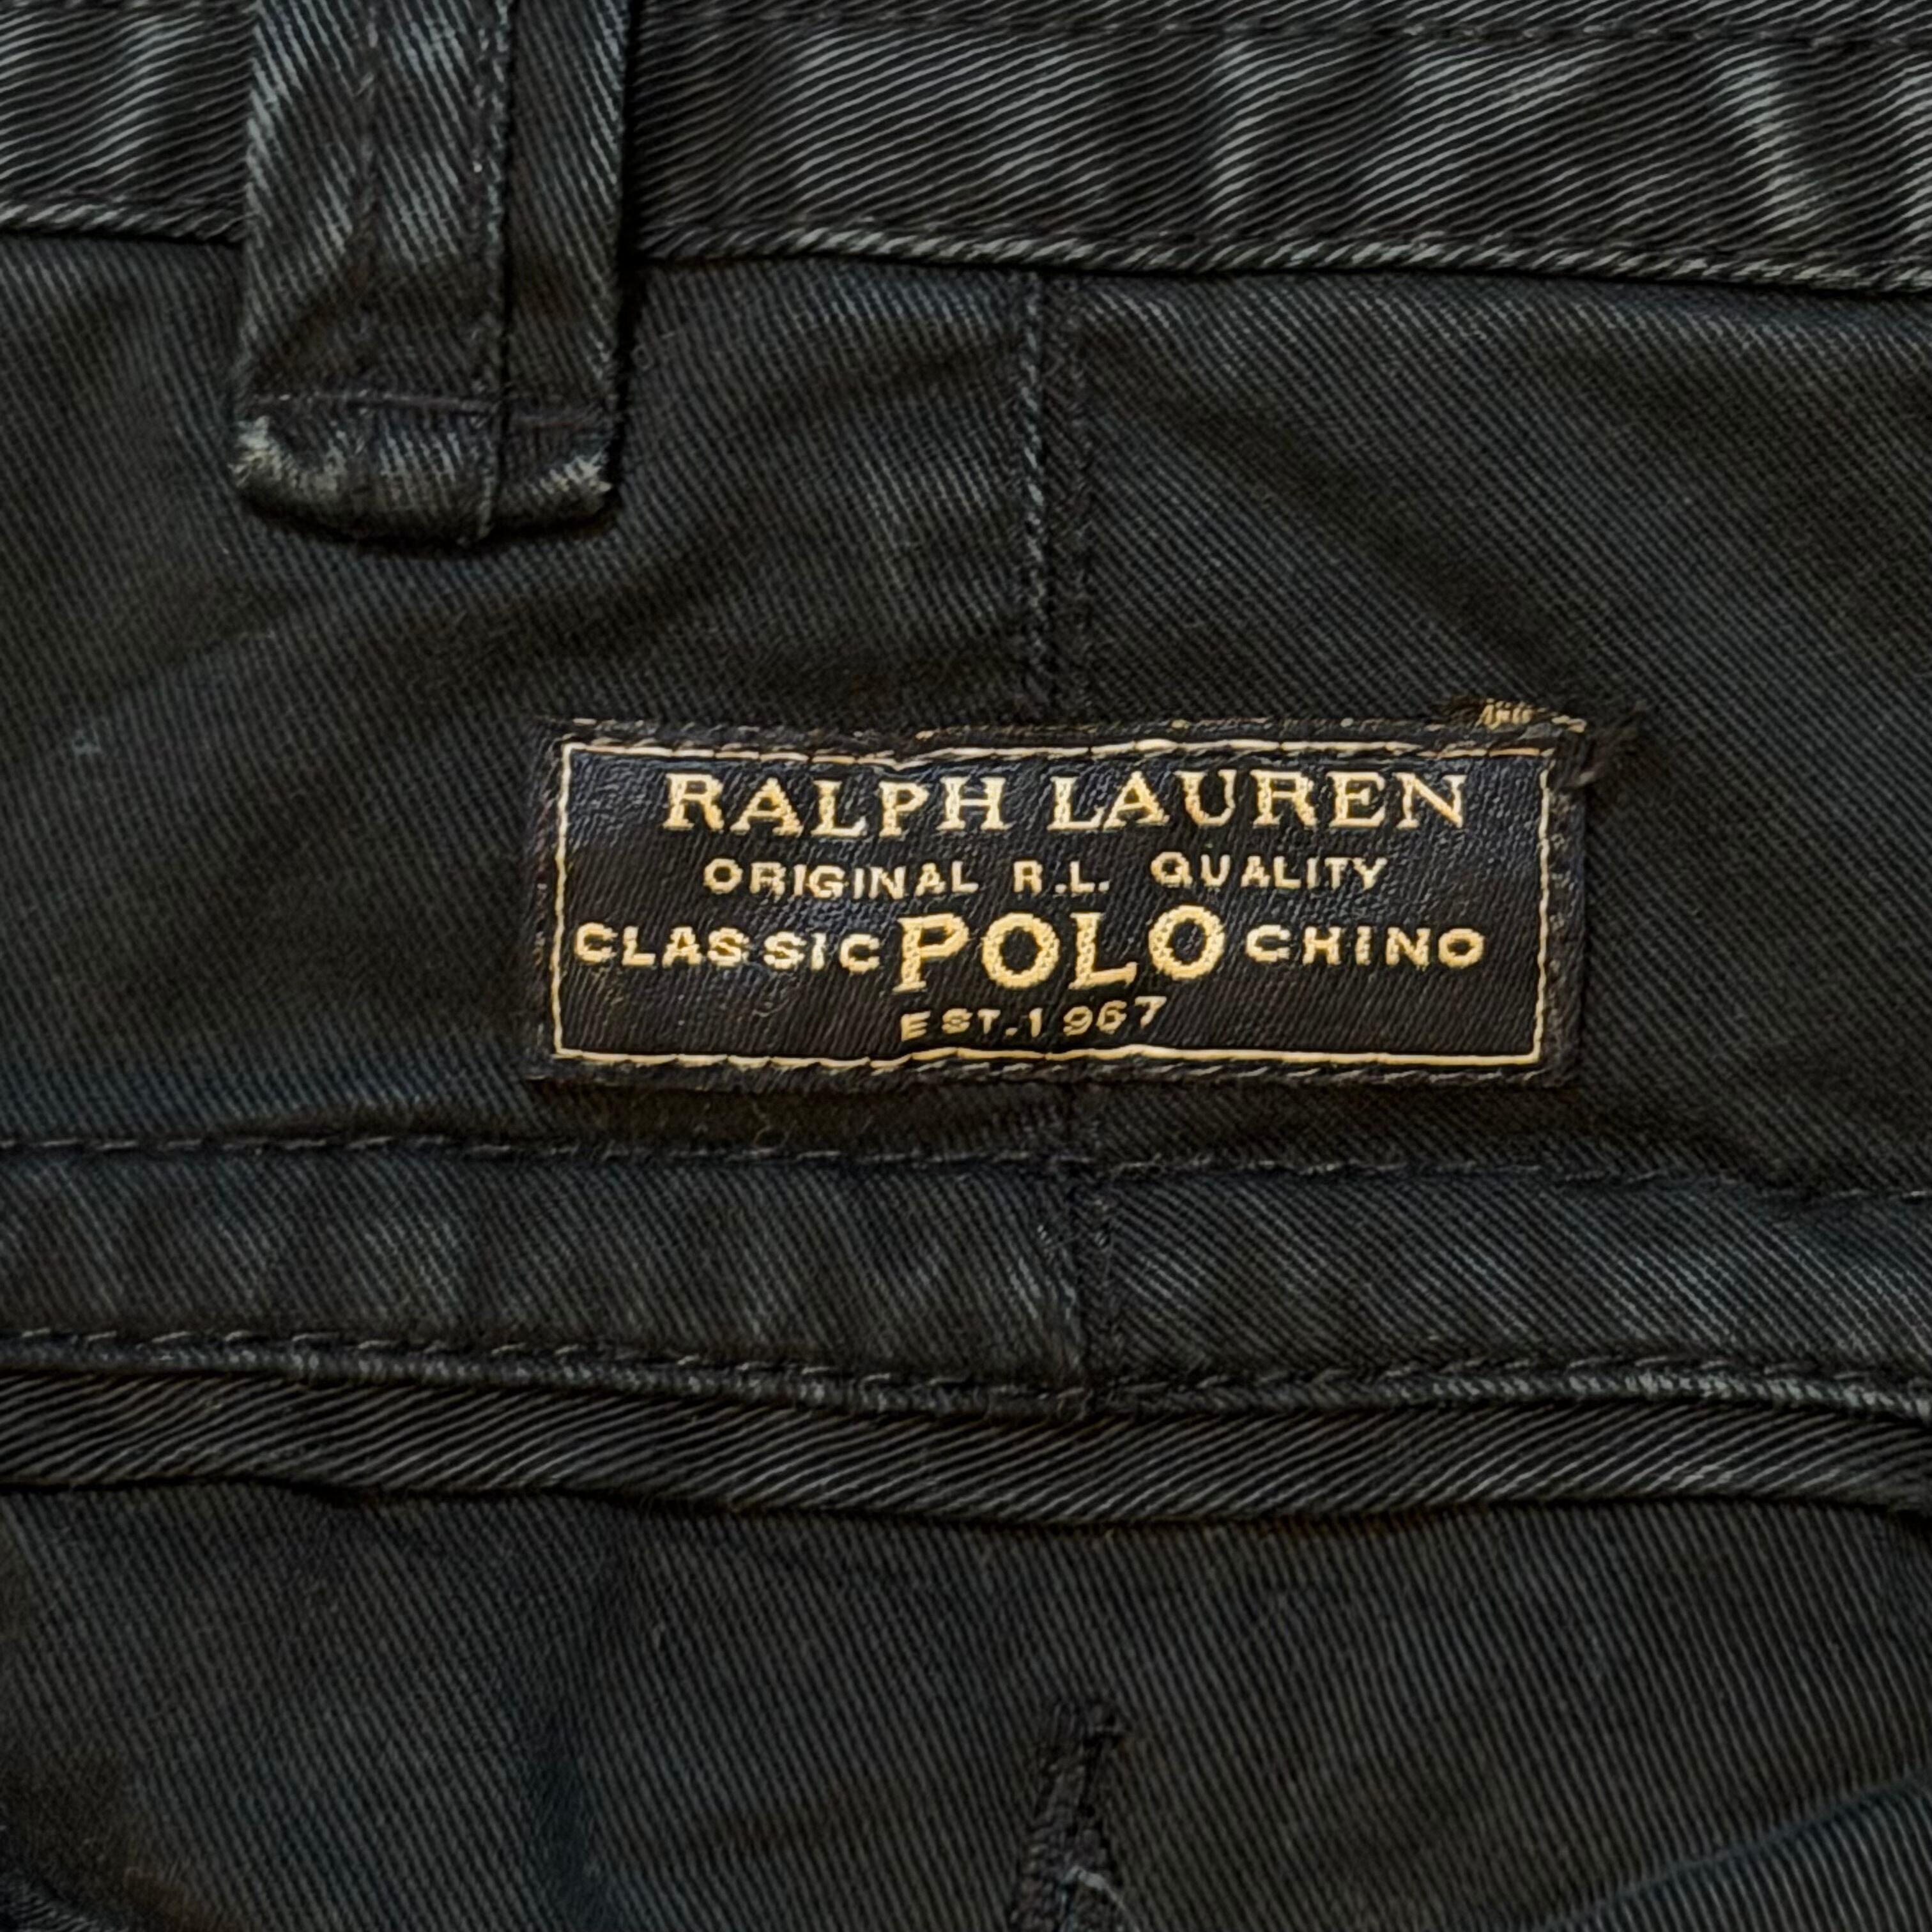 RALPH LAUREN
ORIGINAL R.L. QUALITY
CLASSIC POLO CHINO
EST.1967